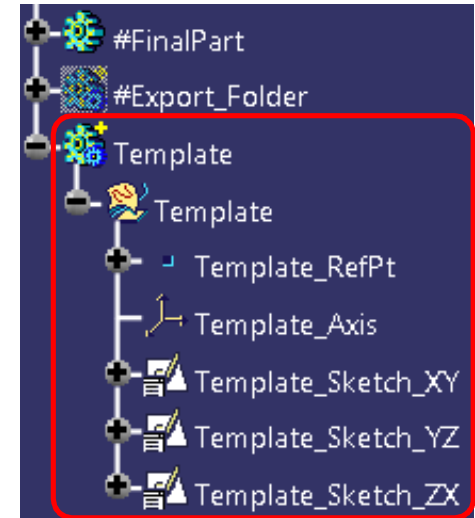 #FinalPart
#Export_Folder
Template
Template
Template_RefPt
Template_Axis
Template_Sketch_XY
Template_Sketch_YZ
Template_Sketch_ZX